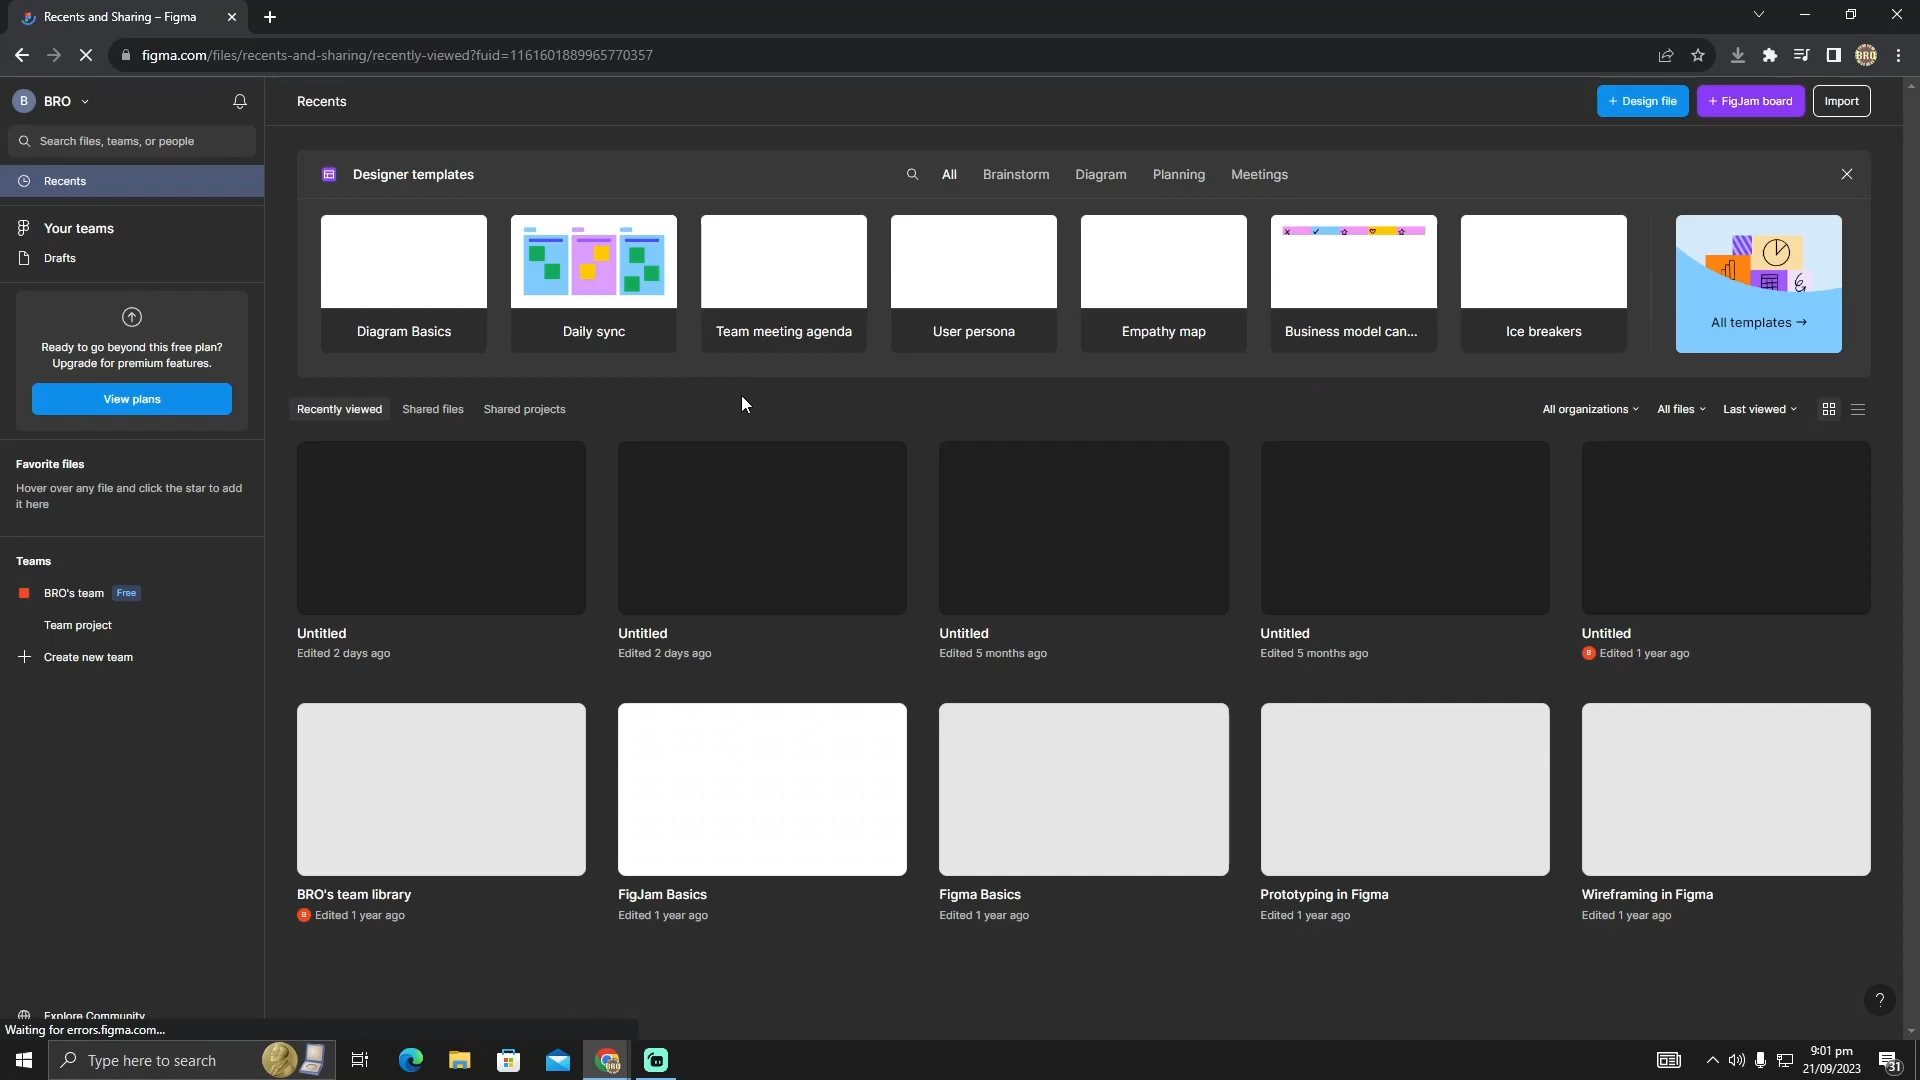 Recents and Sharing – Figma
figma.com/files/recents-and-sharing/recently-viewed?fuid=1161601889965770357
BRO
B
BRO
Recents
+ Design file
+ FigJam board
Import
Search files, teams, or people
Recents
Designer templates
All
Brainstorm
Diagram
Planning
Meetings
Your teams
Drafts
Diagram Basics
Daily sync
Team meeting agenda
User persona
Empathy map
Business model can...
Ice breakers
All templates →
Ready to go beyond this free plan?
Upgrade for premium features.
View plans
Recently viewed
Shared files
Shared projects
All organizations
All files
Last viewed
Favorite files
Hover over any file and click the star to add
it here
Teams
BRO's team
Free
Team project
Create new team
Untitled
Edited 2 days ago
Untitled
Edited 2 days ago
Untitled
Edited 5 months ago
Untitled
Edited 5 months ago
Untitled
B
Edited 1 year ago
BRO's team library
B
Edited 1 year ago
FigJam Basics
Edited 1 year ago
Figma Basics
Edited 1 year ago
Prototyping in Figma
Edited 1 year ago
Wireframing in Figma
Edited 1 year ago
?
Explore Community
Waiting for errors.figma.com...
Type here to search
BRO
9:01 pm
21/09/2023
31